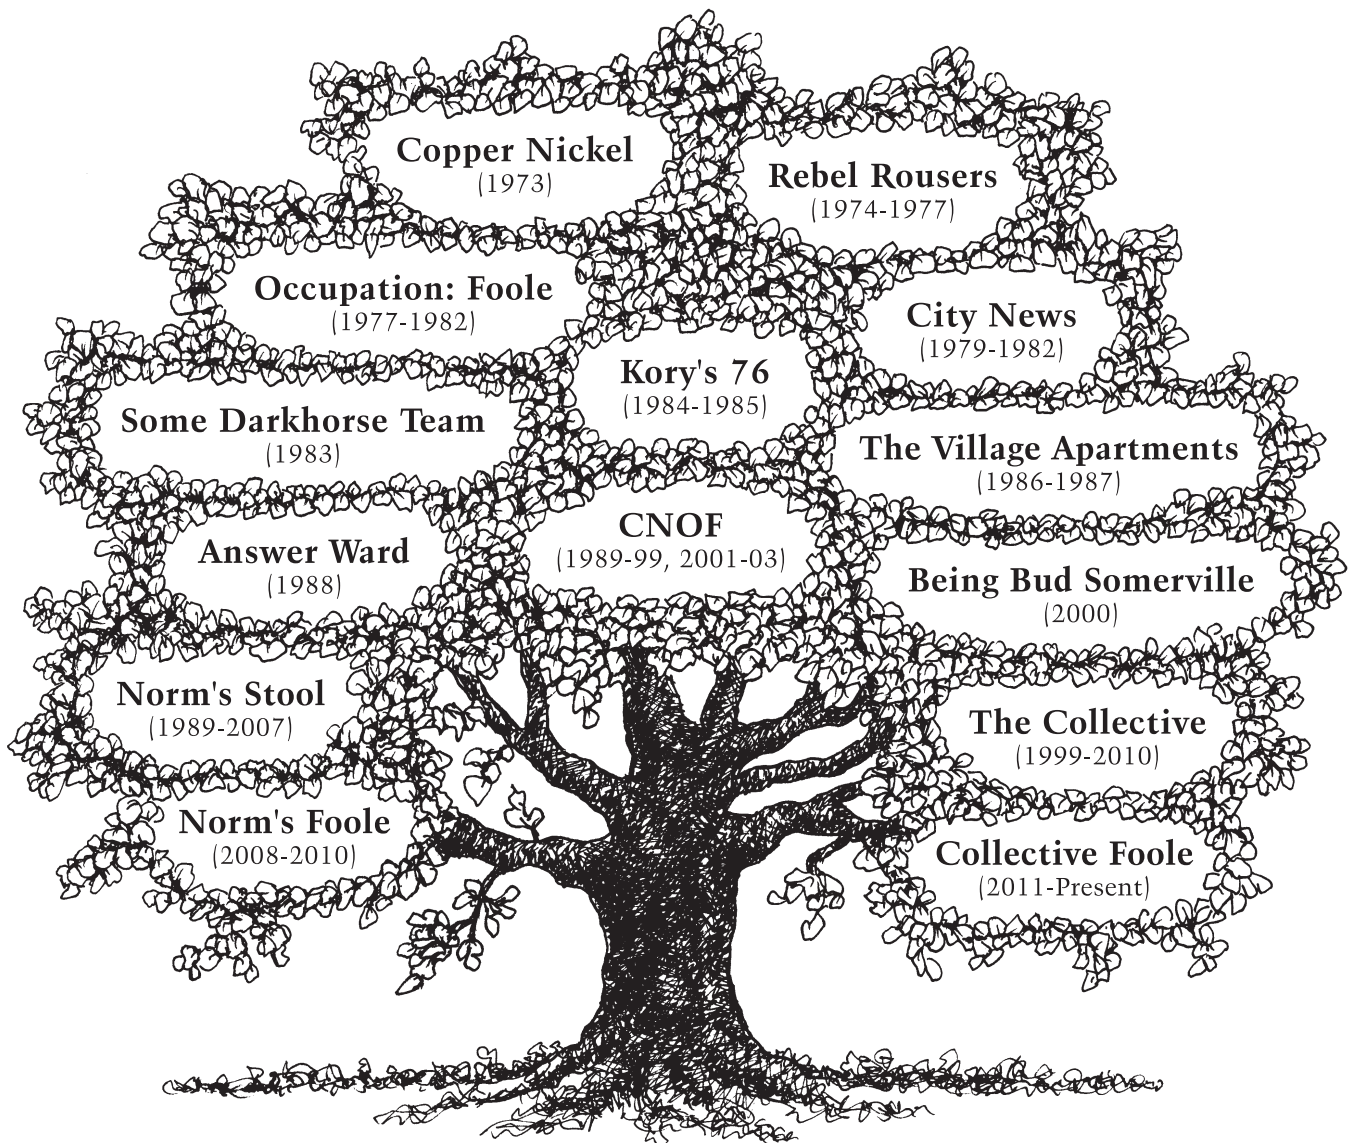 Copper Nickel
(1973)
Rebel Rousers
(1974-1977)
Occupation: Foole
(1977-1982)
City News
(1979-1982)
Kory's 76
(1984-1985)
Some Darkhorse Team
(1983)
The Village Apartments
(1986-1987)
CNOF
(1989-99, 2001-03)
Answer Ward
(1988)
Being Bud Somerville
(2000)
Norm's Stool
(1989-2007)
The Collective
(1999-2010)
Norm's Foole
(2008-2010)
Collective Foole
(2011-Present)